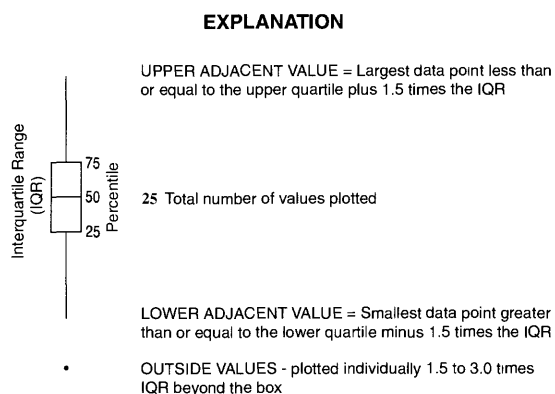 EXPLANATION
UPPER ADJACENT VALUE = Largest data point less than
or equal to the upper quartile plus 1.5 times the IQR
Interquartile Range
(IQR)
75
50
25
Percentile
25 Total number of values plotted
LOWER ADJACENT VALUE = Smallest data point greater
than or equal to the lower quartile minus 1.5 times the IQR
OUTSIDE VALUES - plotted individually 1.5 to 3.0 times
IQR beyond the box